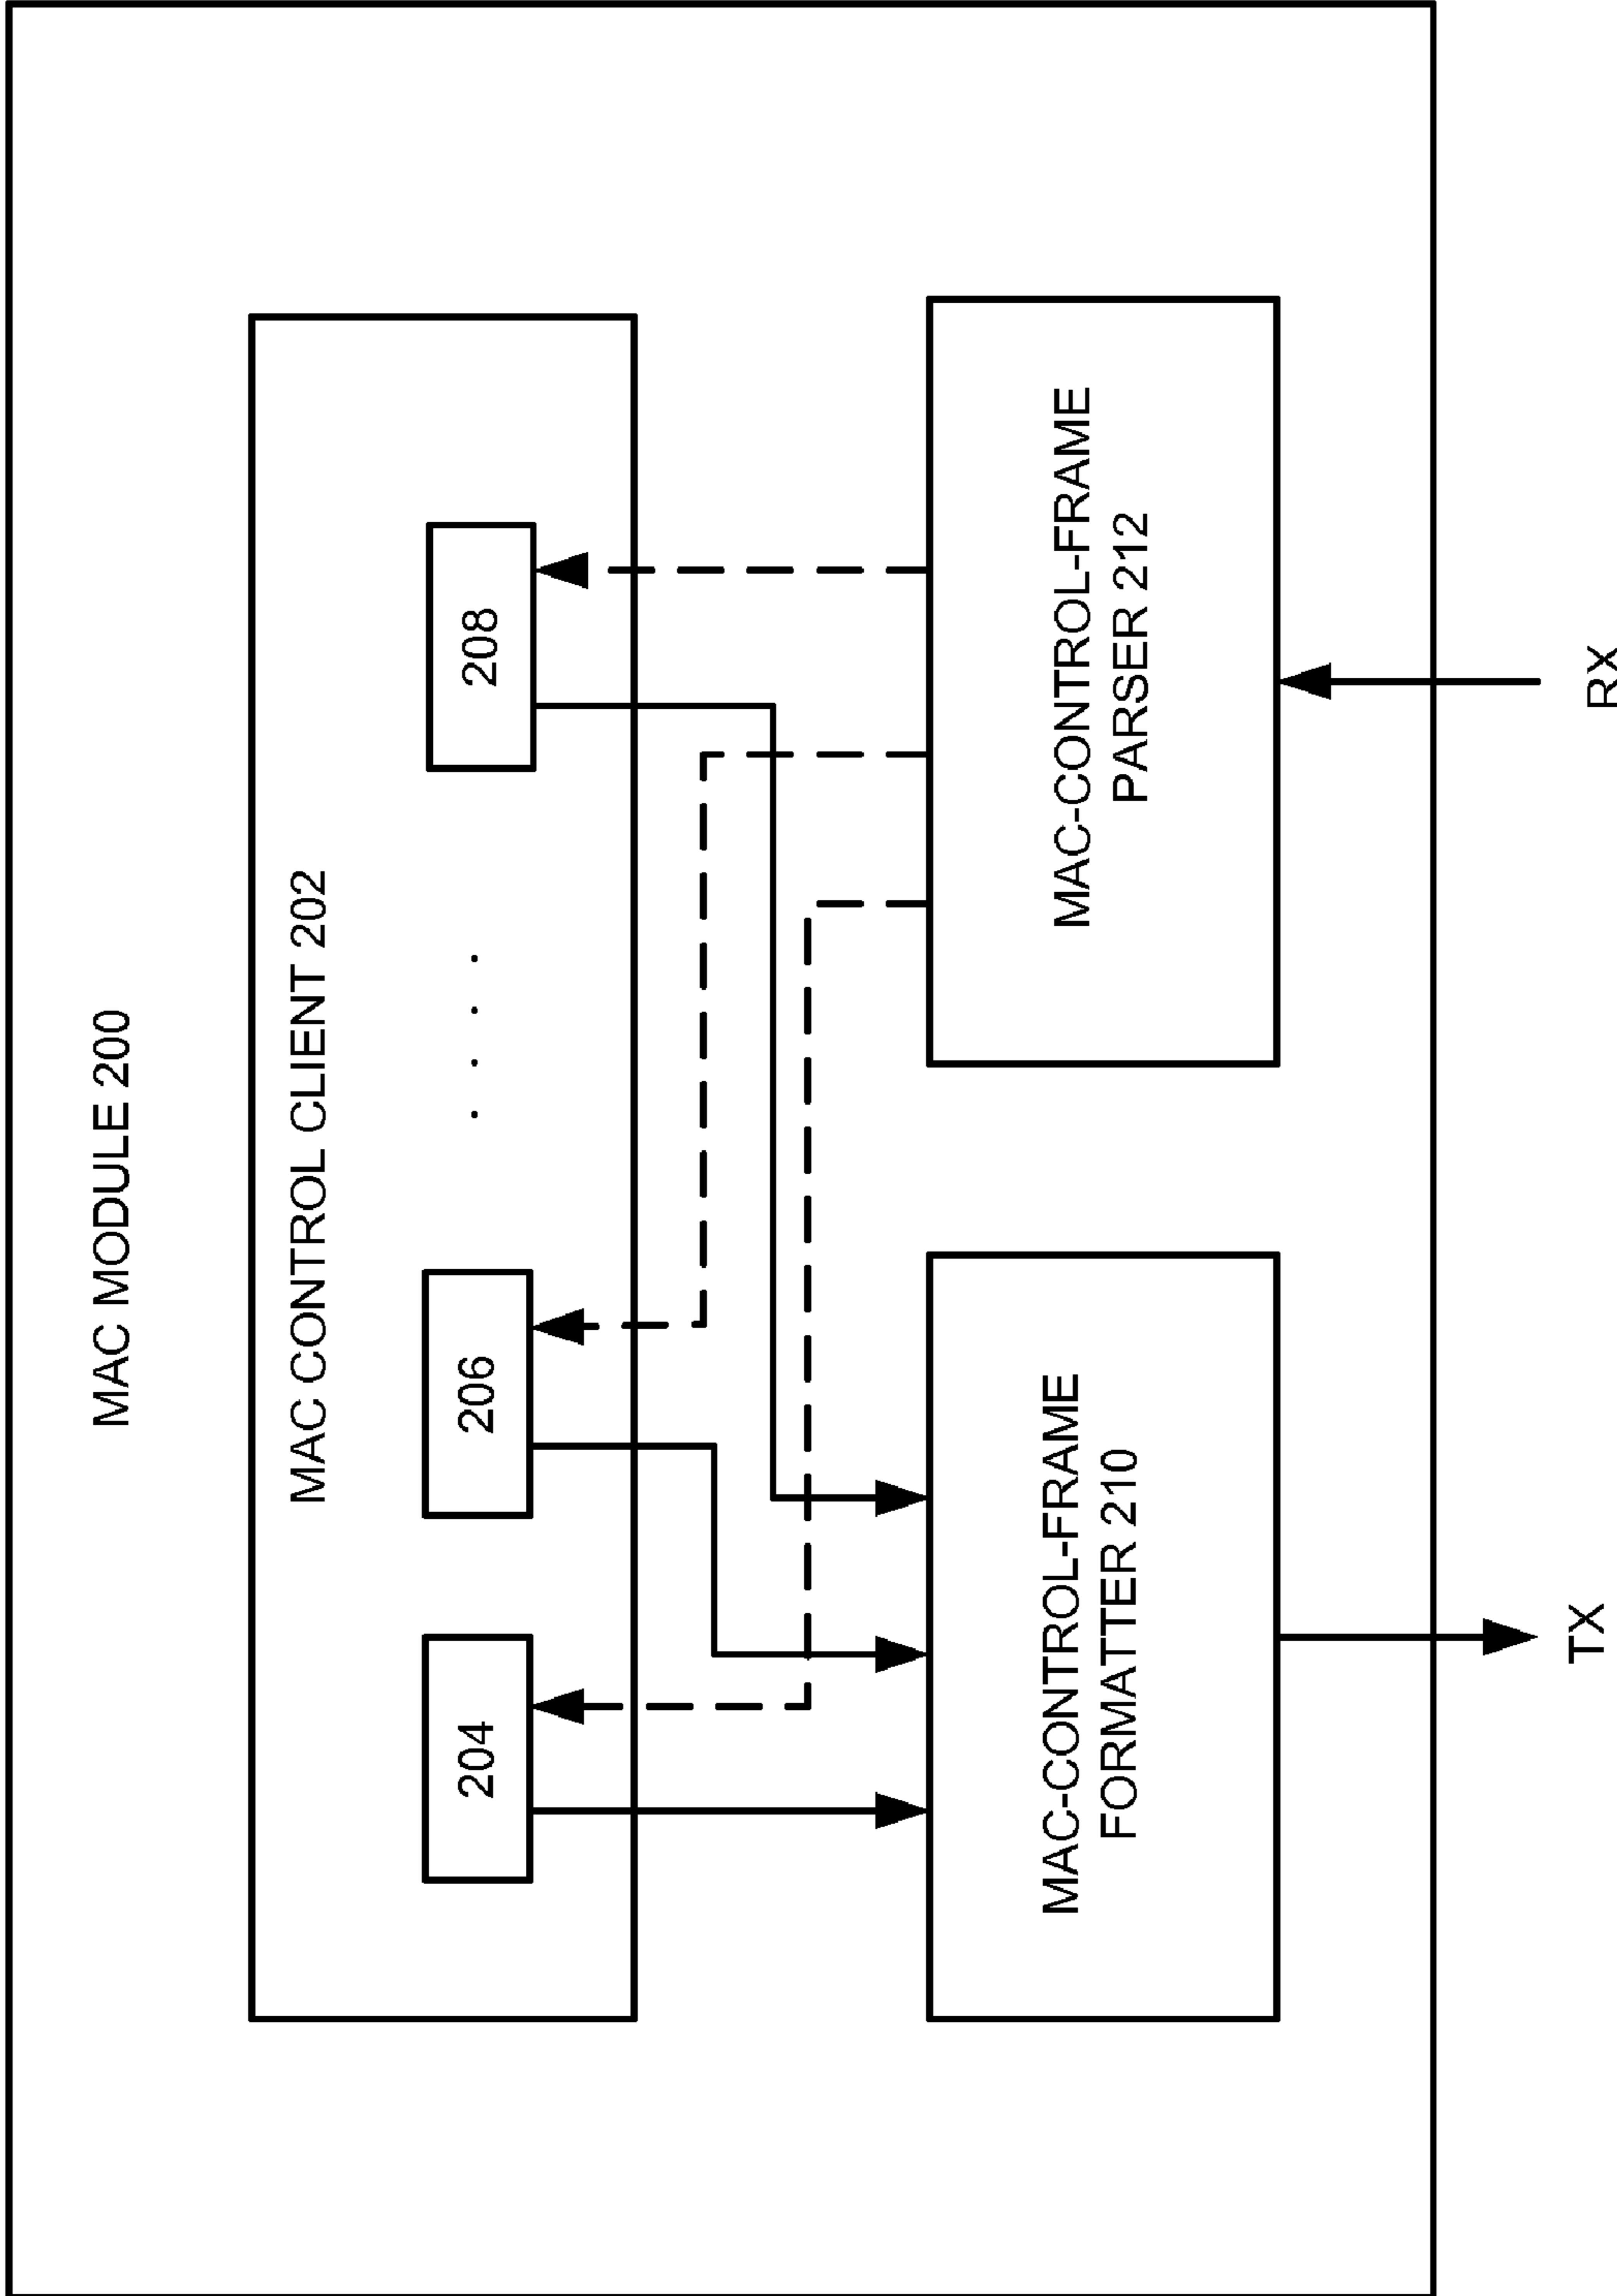 MAC MODULE 200
MAC CONTROL CLIENT 202
204
206
. . . .
208
MAC-CONTROL-FRAME
FORMATTER 210
MAC-CONTROL-FRAME
PARSER 212
TX
RX